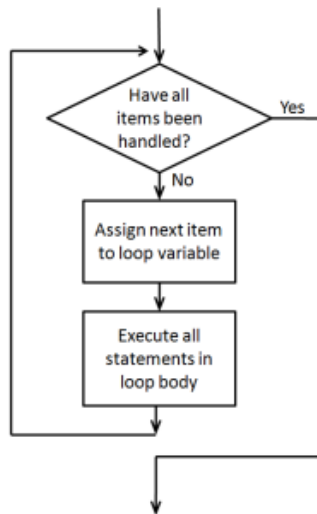 Have all
items been
handled?
Yes
No
Assign next item
to loop variable
Execute all
statements in
loop body